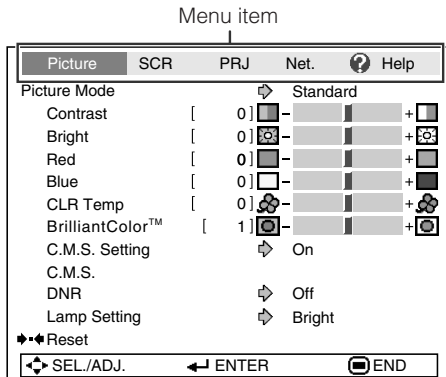 Menu item
Picture SCR PRJ Net. ? Help
Picture Mode Standard
Contrast [ 0 ] - +
Bright [ 0 ] - +
Red [ 0 ] - +
Blue [ 0 ] - +
CLR Temp [ 0 ] - +
BrilliantColor™ [ 1 ] - +
C.M.S. Setting On
C.M.S.
DNR Off
Lamp Setting Bright
Reset
SEL./ADJ. ENTER END